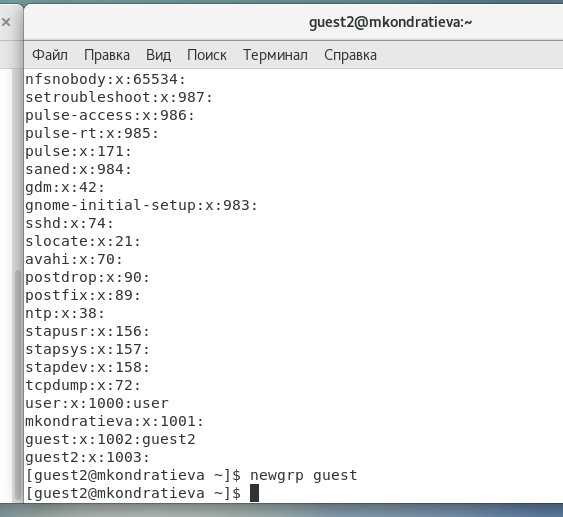 guest2@mkondratieva:~
Файл Правка Вид Поиск Терминал Справка
nfsnobody:x:65534:
setroubleshoot:x:987:
pulse-access:x:986:
pulse-rt:x:985:
pulse:x:171:
saned:x:984:
gdm:x:42:
gnome-initial-setup:x:983:
sshd:x:74:
slocate:x:21:
avahi:x:70:
postdrop:x:90:
postfix:x:89:
ntp:x:38:
stapusr:x:156:
stapsys:x:157:
stapdev:x:158:
tcpdump:x:72:
user:x:1000:user
mkondratieva:x:1001:
guest:x:1002:guest2
guest2:x:1003:
[guest2@mkondratieva ~]$ newgrp guest
[guest2@mkondratieva ~]$